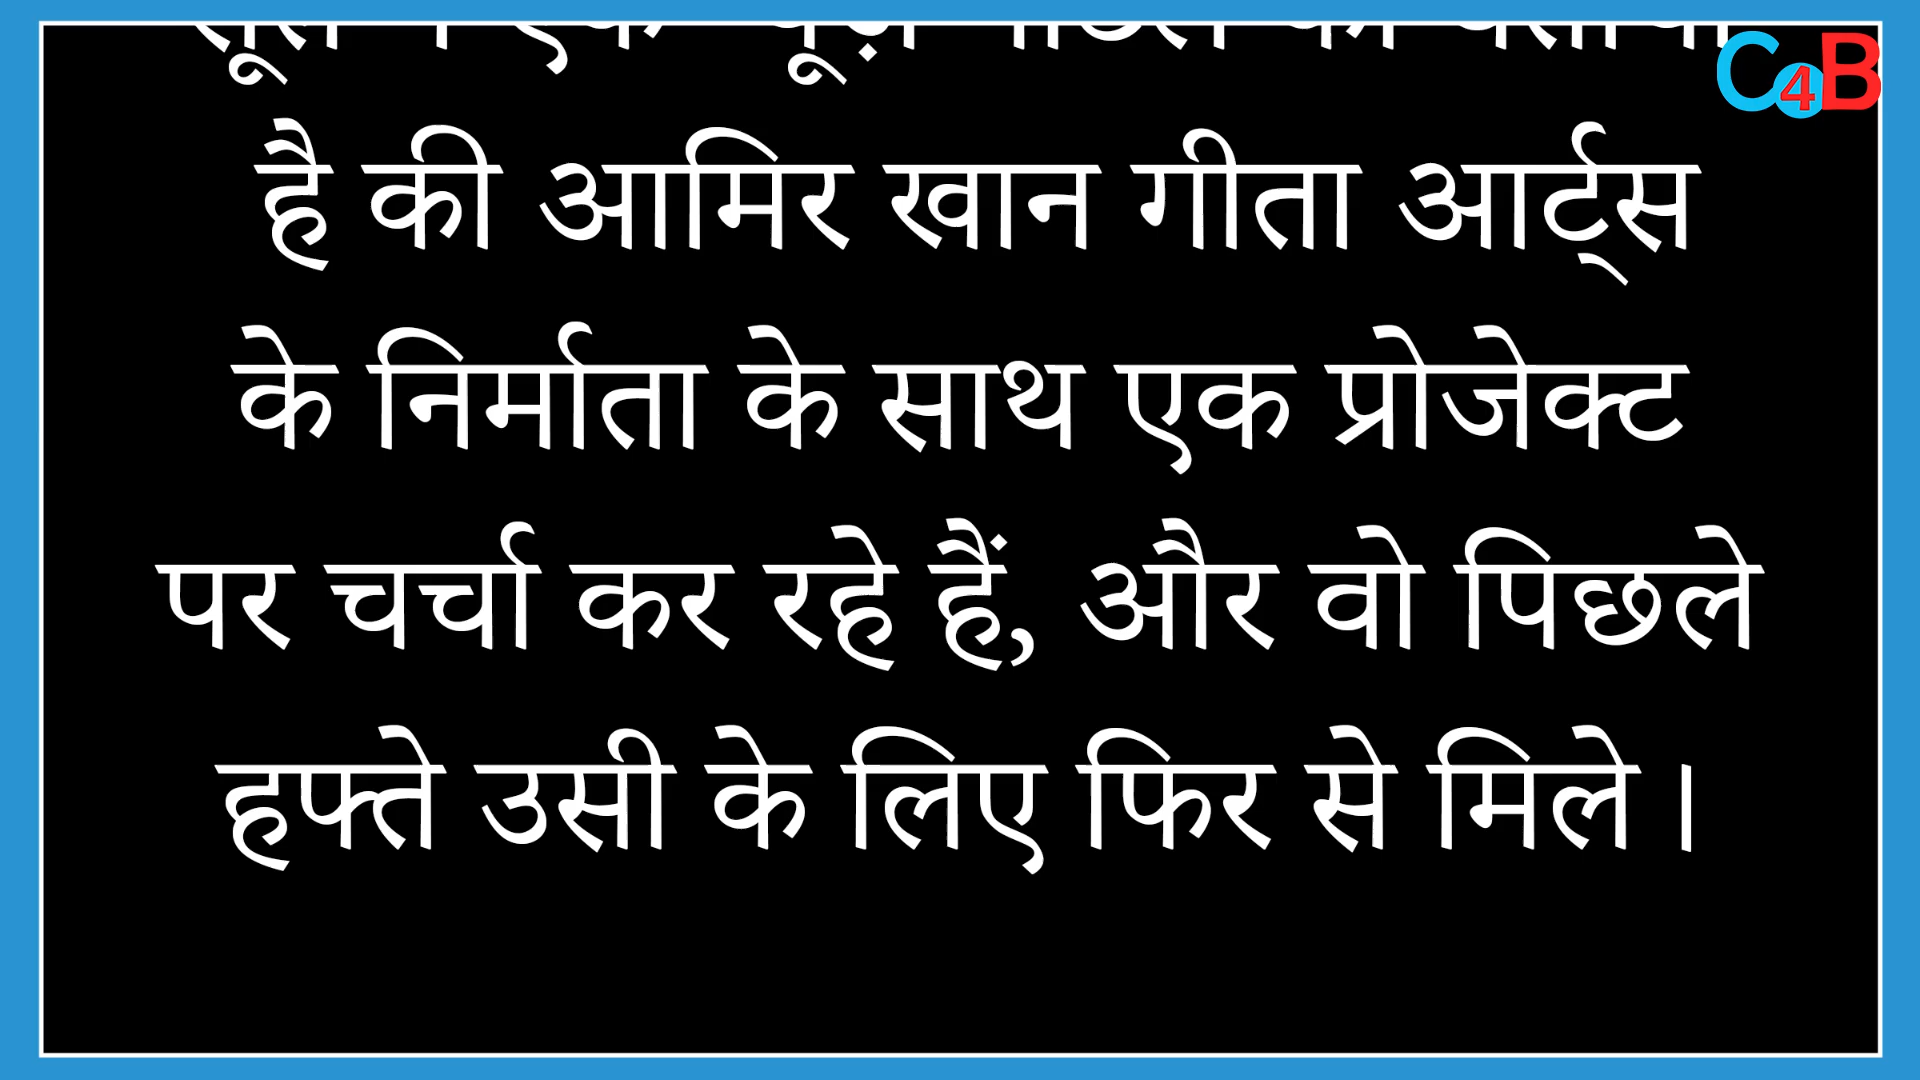 C4B
है की आमिर खान गीता आर्ट्स
के निर्माता के साथ एक प्रोजेक्ट
पर चर्चा कर रहे हैं, और वो पिछले
हफ्ते उसी के लिए फिर से मिले ।